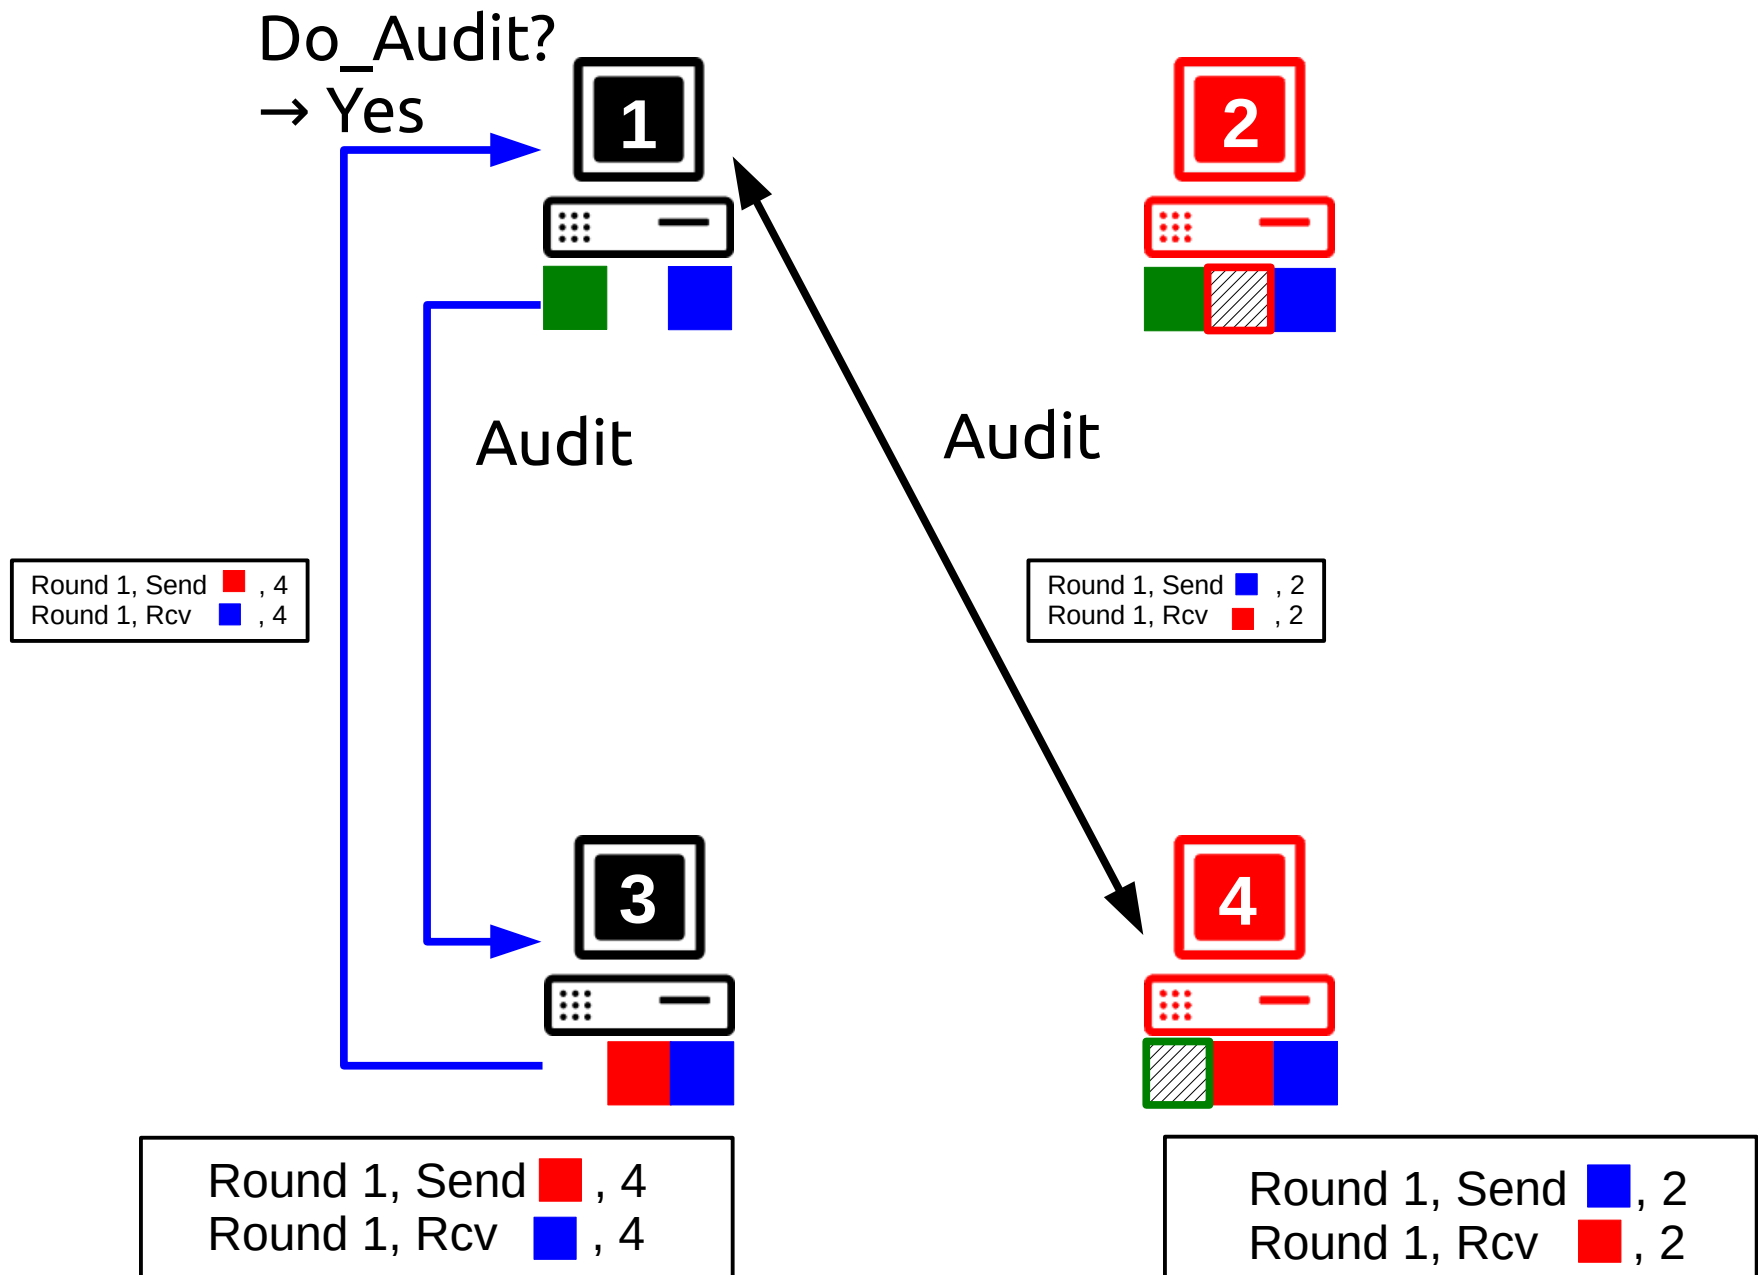 Do_Audit?
→ Yes
1
2
Audit
Audit
Round 1, Send , 4
Round 1, Rcv , 4
Round 1, Send , 2
Round 1, Rcv , 2
3
4
Round 1, Send , 4
Round 1, Rcv , 4
Round 1, Send , 2
Round 1, Rcv , 2